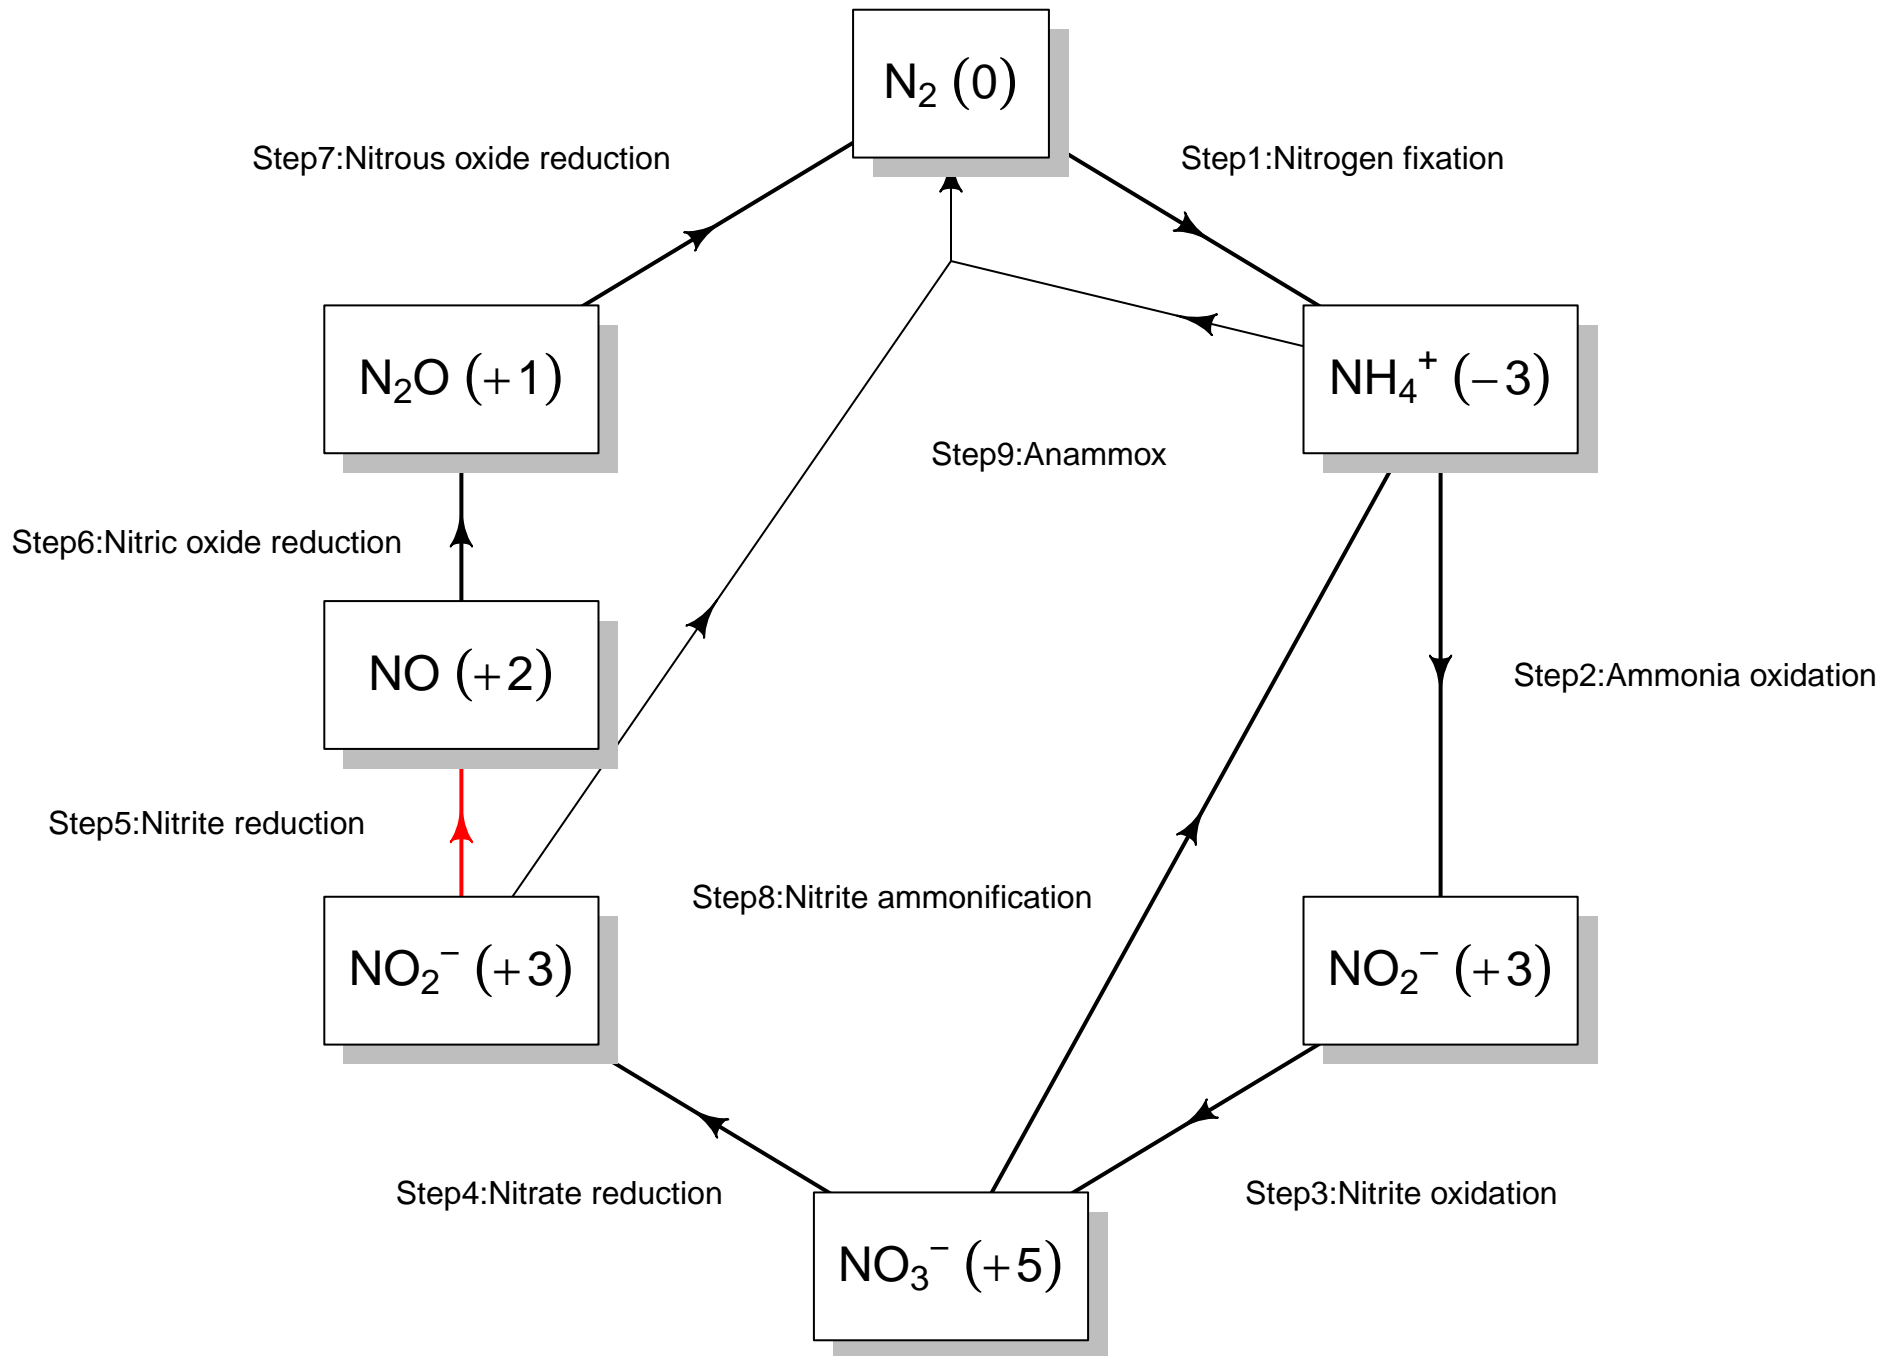 N₂ (0)
Step7:Nitrous oxide reduction
Step1:Nitrogen fixation
N₂O (+1)
NH₄⁺ (−3)
Step9:Anammox
Step6:Nitric oxide reduction
NO (+2)
Step2:Ammonia oxidation
Step5:Nitrite reduction
Step8:Nitrite ammonification
NO₂⁻ (+3)
NO₂⁻ (+3)
Step4:Nitrate reduction
Step3:Nitrite oxidation
NO₃⁻ (+5)